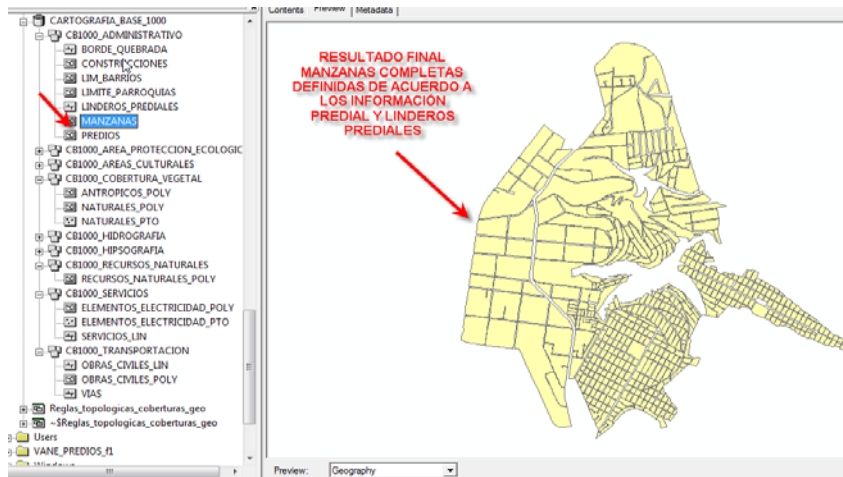 CARTOGRAFIA_BASE_1000
CB1000_ADMINISTRATIVO
BORDE_QUEBRADA
CONSTRUCCIONES
LIM_BARRIOS
LIMITE_PARROQUIAS
LINDEROS_PREDIALES
MANZANAS
PREDIOS
CB1000_AREA_PROTECCION_ECOLOGIC
CB1000_AREAS_CULTURALES
CB1000_COBERTURA_VEGETAL
ANTROPICOS_POLY
NATURALES_POLY
NATURALES_PTO
CB1000_HIDROGRAFIA
CB1000_HIPSOGRAFIA
CB1000_RECURSOS_NATURALES
RECURSOS_NATURALES_POLY
CB1000_SERVICIOS
ELEMENTOS_ELECTRICIDAD_POLY
ELEMENTOS_ELECTRICIDAD_PTO
SERVICIOS_LIN
CB1000_TRANSPORTACION
OBRAS_CIVILES_LIN
OBRAS_CIVILES_POLY
VIAS
Reglas_topologicas_coberturas_geo
~$Reglas_topologicas_coberturas_geo
Users
VANE_PREDIOS_f1
Windows
Contents Preview Metadata
RESULTADO FINAL
MANZANAS COMPLETAS
DEFINIDAS DE ACUERDO A
LOS INFORMACIÓN
PREDIAL Y LINDEROS
PREDIALES
Preview: Geography